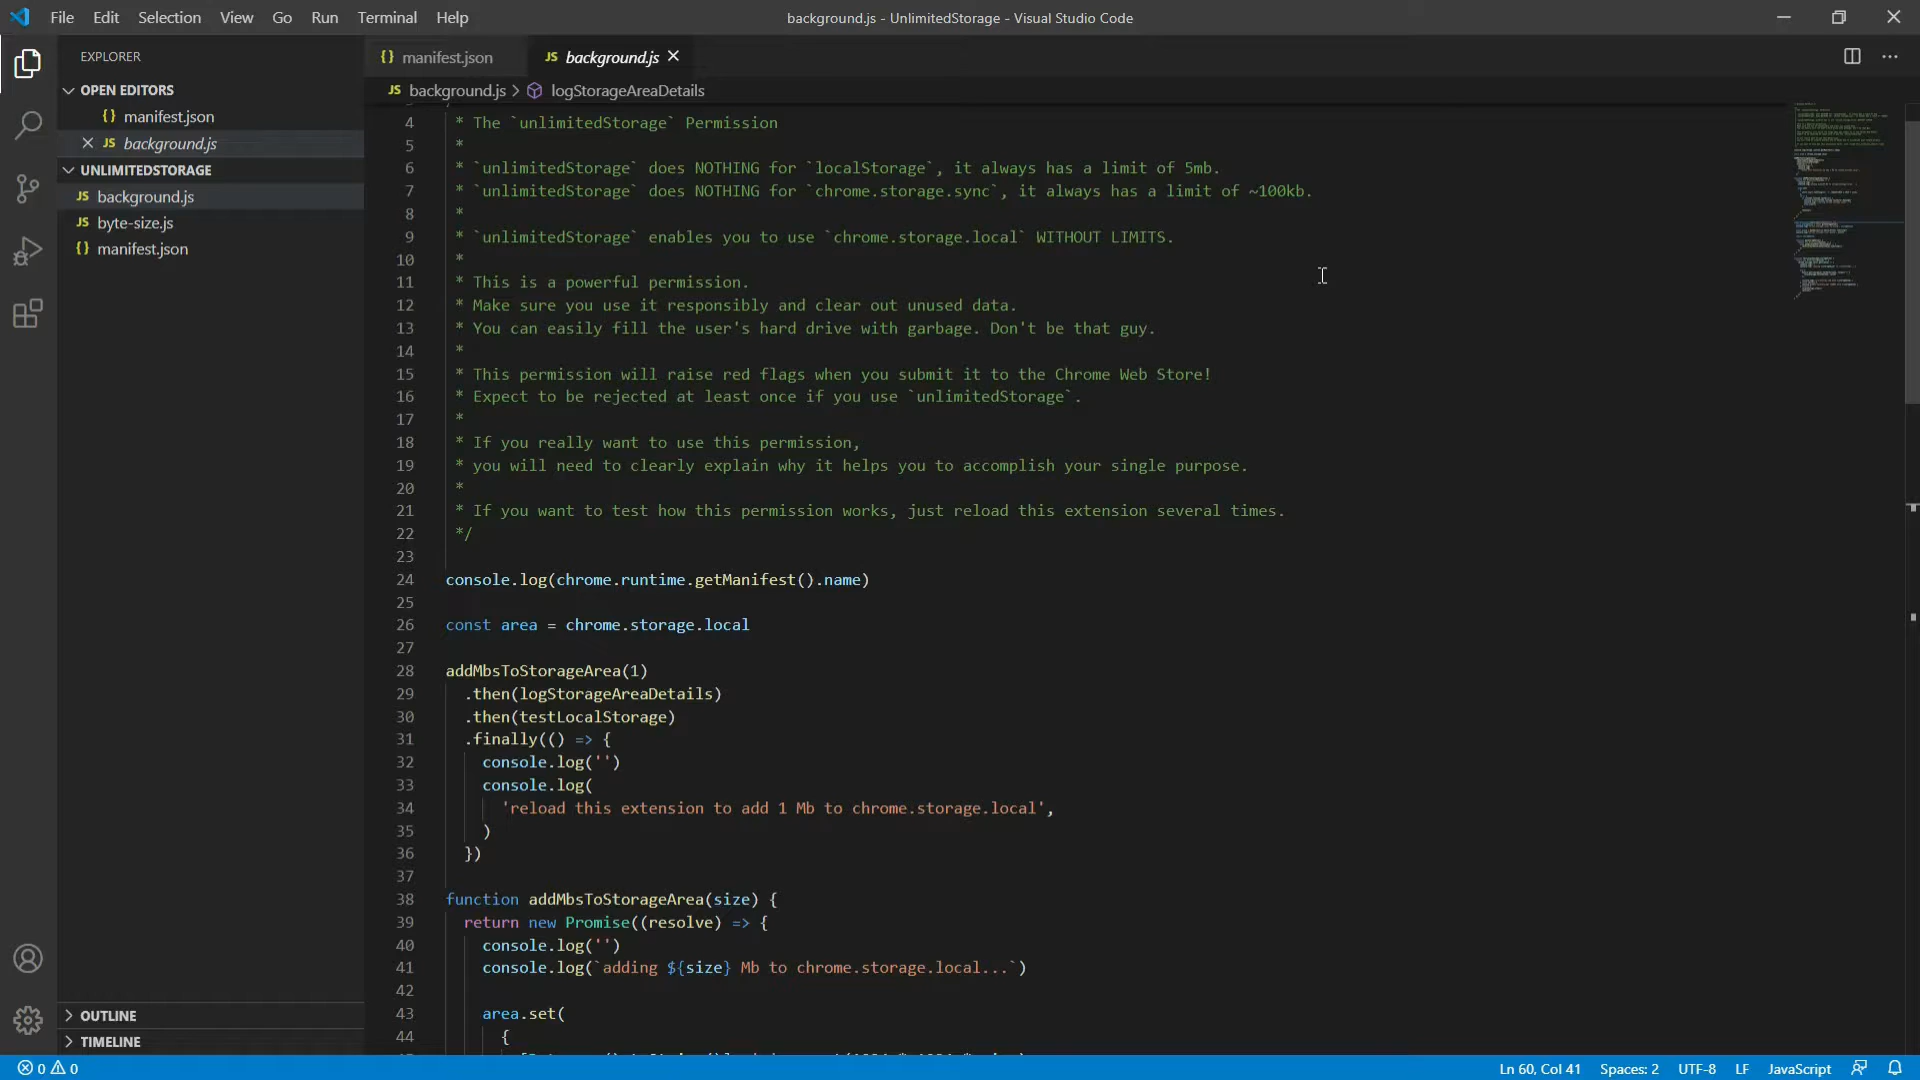 File Edit Selection View Go Run Terminal Help
background.js - UnlimitedStorage - Visual Studio Code
EXPLORER
OPEN EDITORS
{} manifest.json
JS background.js
UNLIMITEDSTORAGE
JS background.js
JS byte-size.js
{} manifest.json
OUTLINE
TIMELINE
{} manifest.json
JS background.js
JS background.js > logStorageAreaDetails
4 * The `unlimitedStorage` Permission
5 *
6 * `unlimitedStorage` does NOTHING for `localStorage`, it always has a limit of 5mb.
7 * `unlimitedStorage` does NOTHING for `chrome.storage.sync`, it always has a limit of ~100kb.
8 *
9 * `unlimitedStorage` enables you to use `chrome.storage.local` WITHOUT LIMITS.
10 *
11 * This is a powerful permission.
12 * Make sure you use it responsibly and clear out unused data.
13 * You can easily fill the user's hard drive with garbage. Don't be that guy.
14 *
15 * This permission will raise red flags when you submit it to the Chrome Web Store!
16 * Expect to be rejected at least once if you use `unlimitedStorage`.
17 *
18 * If you really want to use this permission,
19 * you will need to clearly explain why it helps you to accomplish your single purpose.
20 *
21 * If you want to test how this permission works, just reload this extension several times.
22 */
23
24 console.log(chrome.runtime.getManifest().name)
25
26 const area = chrome.storage.local
27
28 addMbsToStorageArea(1)
29 .then(logStorageAreaDetails)
30 .then(testLocalStorage)
31 .finally(() => {
32 console.log('')
33 console.log(
34 'reload this extension to add 1 Mb to chrome.storage.local',
35 )
36 })
37
38 function addMbsToStorageArea(size) {
39 return new Promise((resolve) => {
40 console.log('')
41 console.log(`adding ${size} Mb to chrome.storage.local...`)
42
43 area.set(
44 {
0 0
Ln 60, Col 41 Spaces: 2 UTF-8 LF JavaScript